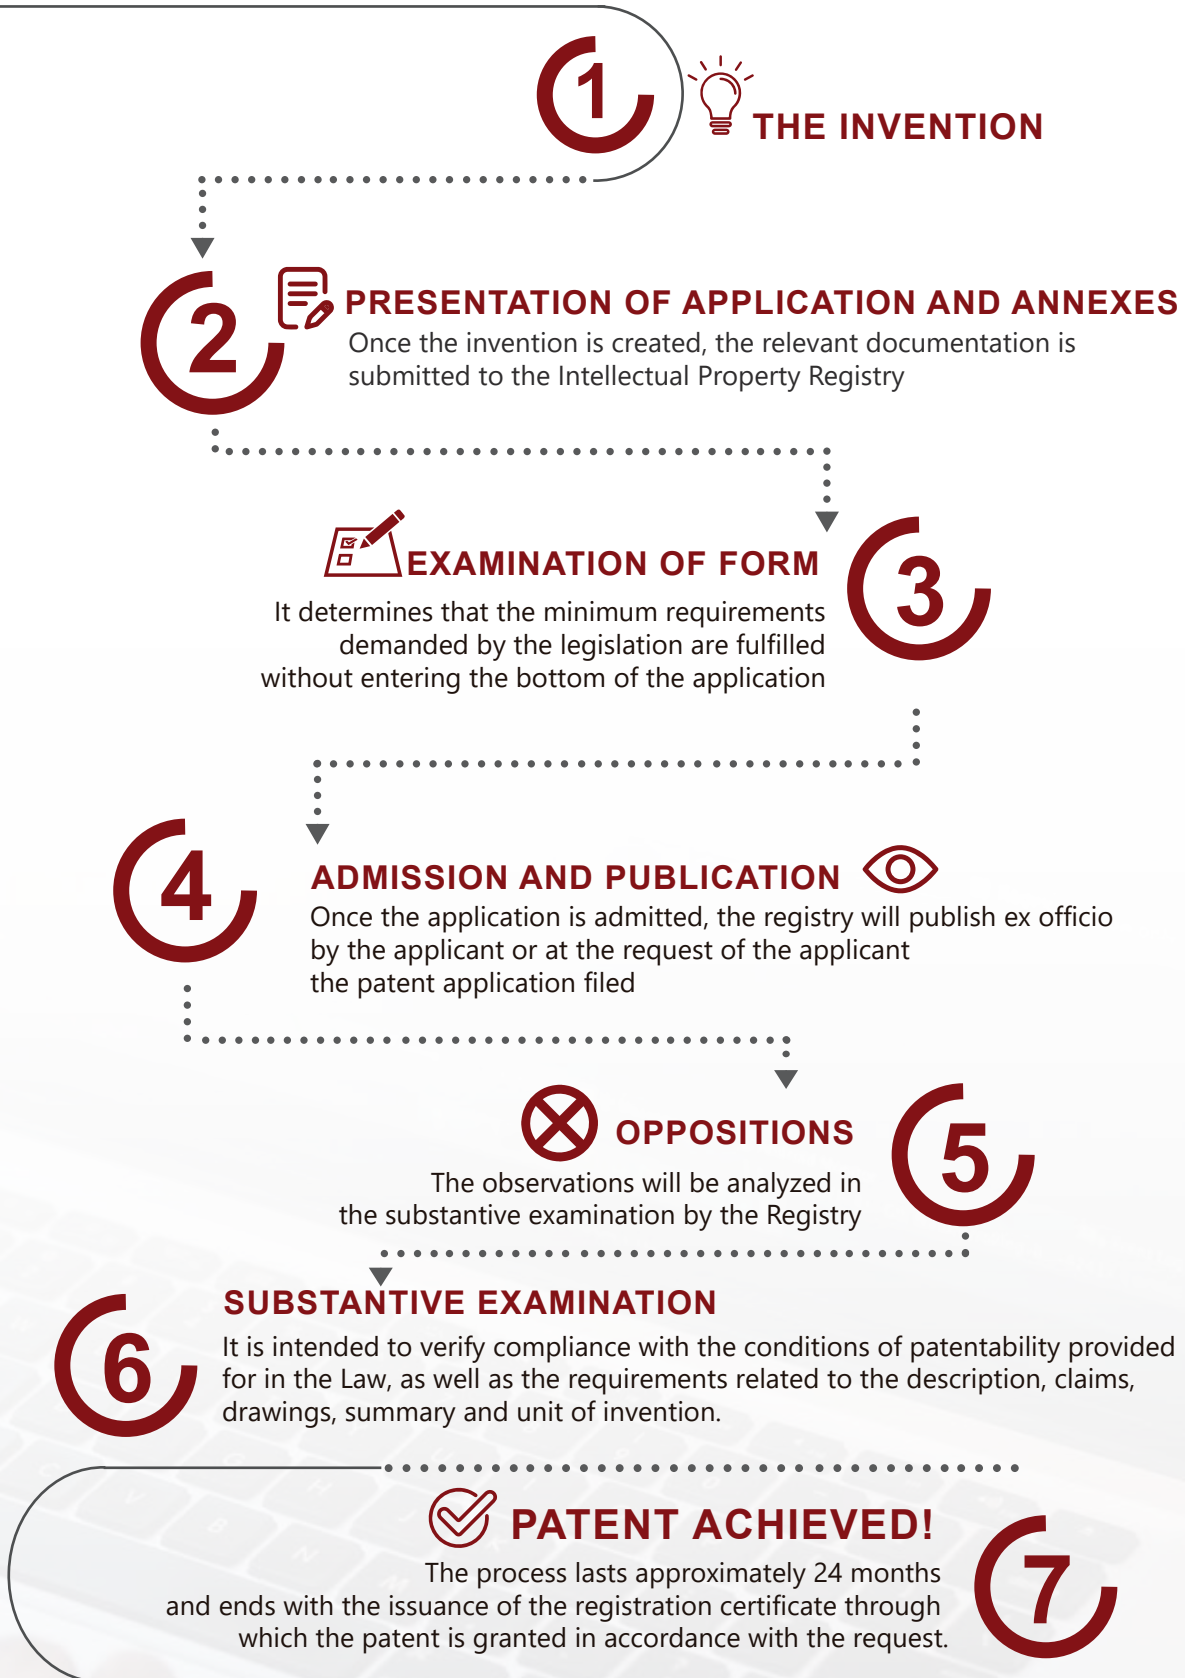 1
THE INVENTION
2
PRESENTATION OF APPLICATION AND ANNEXES
Once the invention is created, the relevant documentation is
submitted to the Intellectual Property Registry
EXAMINATION OF FORM
3
It determines that the minimum requirements
demanded by the legislation are fulfilled
without entering the bottom of the application
4
ADMISSION AND PUBLICATION
Once the application is admitted, the registry will publish ex officio
by the applicant or at the request of the applicant
the patent application filed
OPPOSITIONS
5
The observations will be analyzed in
the substantive examination by the Registry
SUBSTANTIVE EXAMINATION
6
It is intended to verify compliance with the conditions of patentability provided
for in the Law, as well as the requirements related to the description, claims,
drawings, summary and unit of invention.
PATENT ACHIEVED!
7
The process lasts approximately 24 months
and ends with the issuance of the registration certificate through
which the patent is granted in accordance with the request.